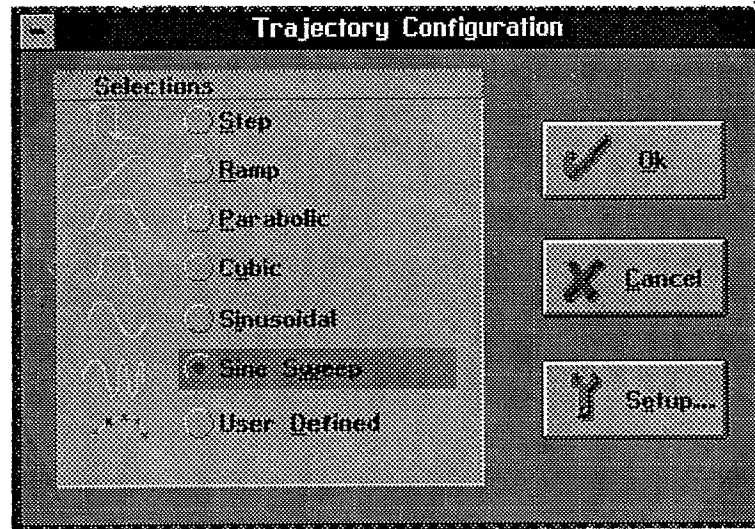 Trajectory Configuration
Selections
Step
Ramp
Parabolic
Cubic
Sinusoidal
Sine Sweep
User Defined
Ok
Cancel
Setup...